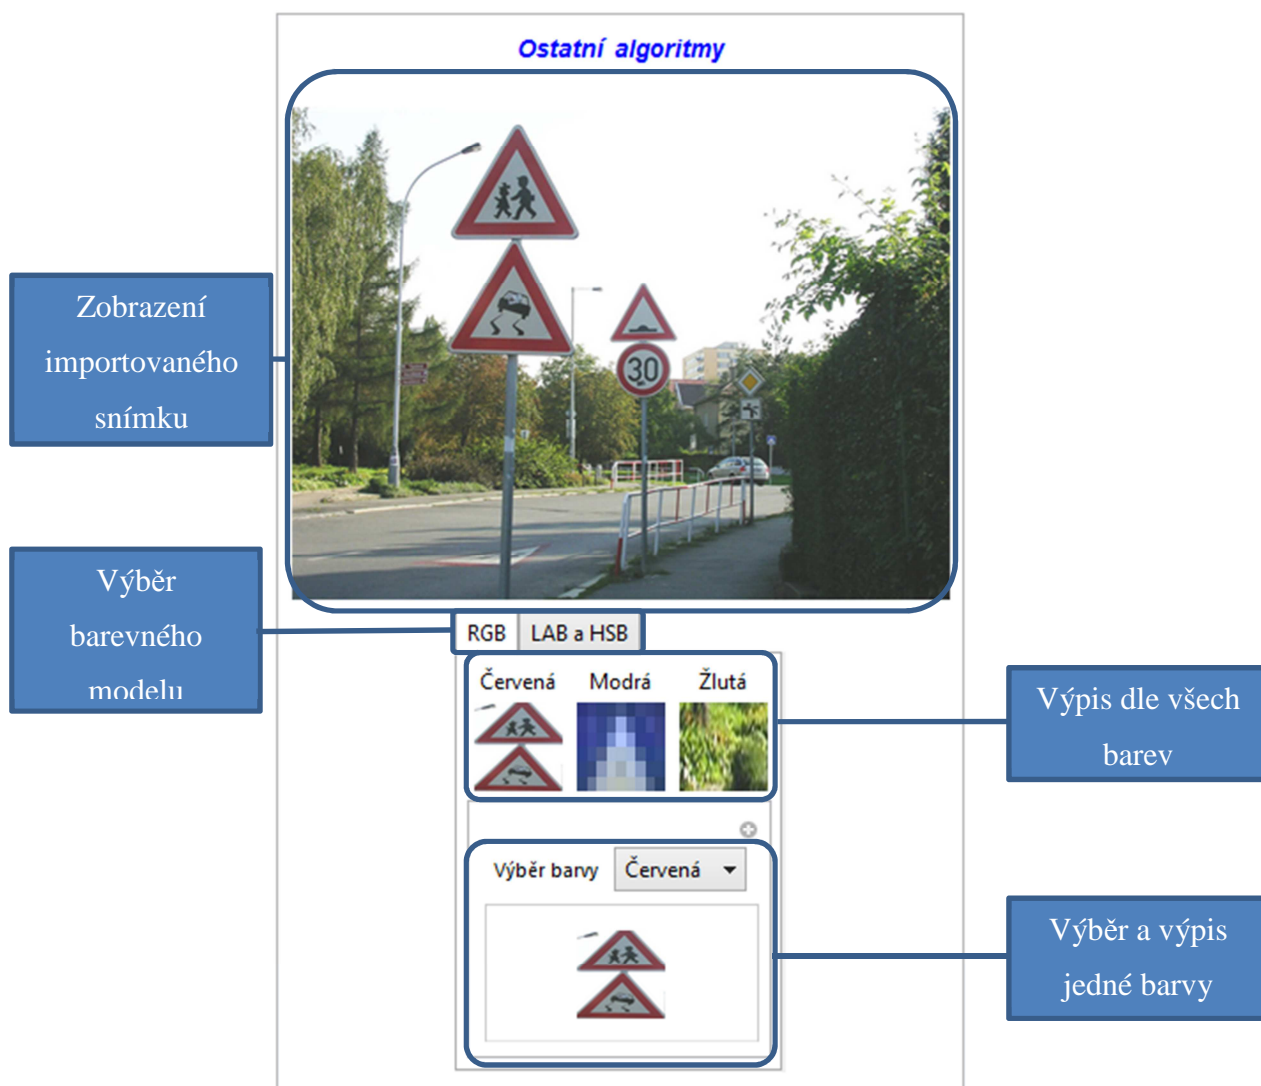 Ostatní algoritmy
Zobrazení
importovaného
snímku
30
Výběr
barevného
modelu
RGB
LAB a HSB
Červená
Modrá
Žlutá
Výpis dle všech
barev
Výběr barvy
Červená
Výběr a výpis
jedné barvy